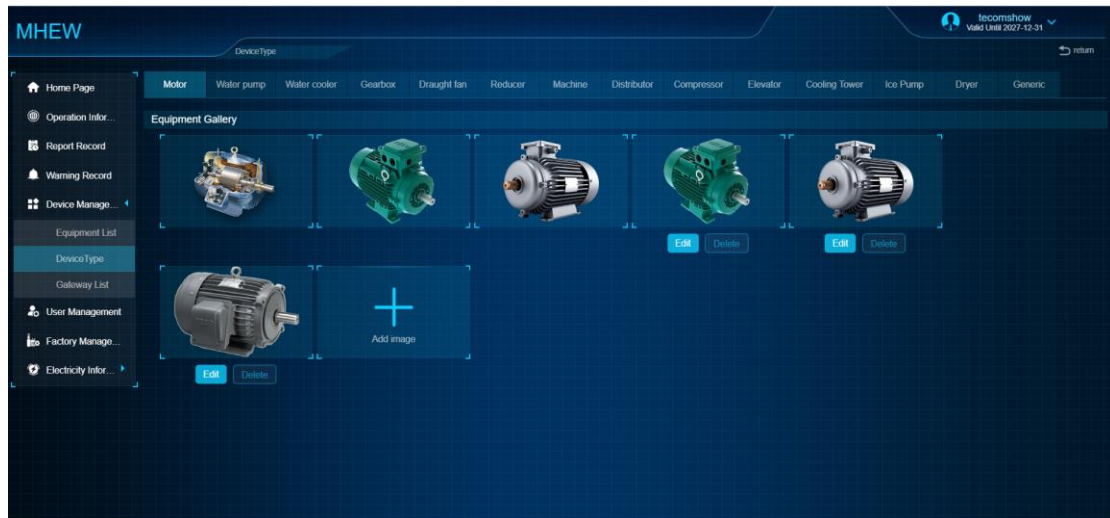 MHEW
tecomshow
Valid Until 2027-12-31
DeviceType
return
Home Page
Operation Infor...
Report Record
Warning Record
Device Manage...
Equipment List
DeviceType
Gateway List
User Management
Factory Manage...
Electricity Infor...
Motor Water pump Water cooler Gearbox Draught fan Reducer Machine Distributor Compressor Elevator Cooling Tower Ice Pump Dryer Generic
Equipment Gallery
Edit Delete Edit Delete
Add image
Edit Delete